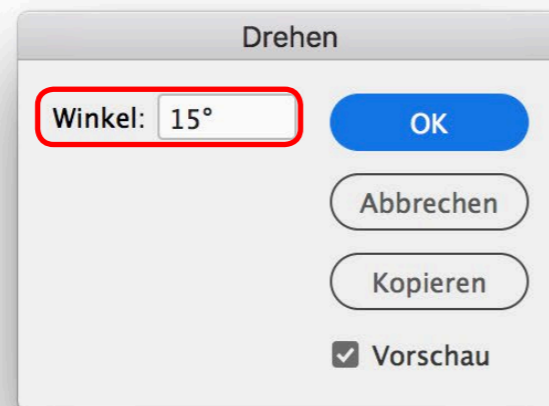 Drehen
Winkel: 15°
OK
Abbrechen
Kopieren
Vorschau